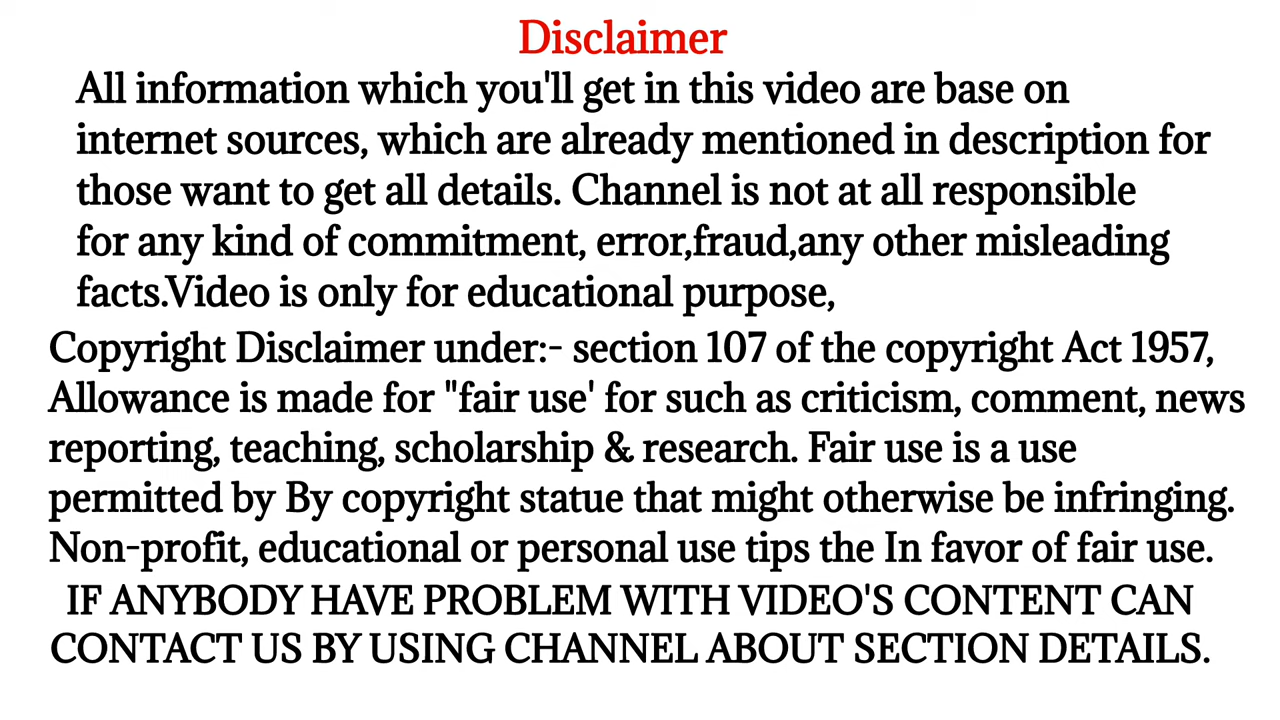 Disclaimer
All information which you'll get in this video are base on
internet sources, which are already mentioned in description for
those want to get all details. Channel is not at all responsible
for any kind of commitment, error,fraud,any other misleading
facts.Video is only for educational purpose,
Copyright Disclaimer under:- section 107 of the copyright Act 1957,
Allowance is made for "fair use' for such as criticism, comment, news
reporting, teaching, scholarship & research. Fair use is a use
permitted by By copyright statue that might otherwise be infringing.
Non-profit, educational or personal use tips the In favor of fair use.
IF ANYBODY HAVE PROBLEM WITH VIDEO'S CONTENT CAN
CONTACT US BY USING CHANNEL ABOUT SECTION DETAILS.